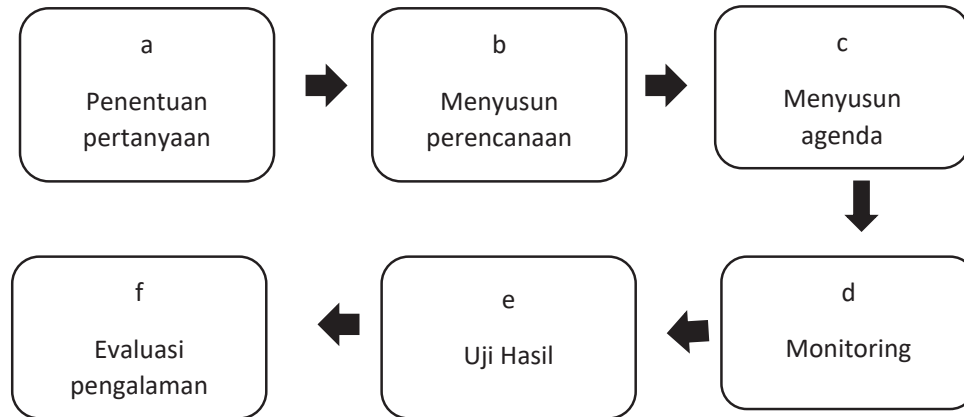 a
Penentuan
pertanyaan
b
Menyusun
perencanaan
c
Menyusun
agenda
d
Monitoring
e
Uji Hasil
f
Evaluasi
pengalaman